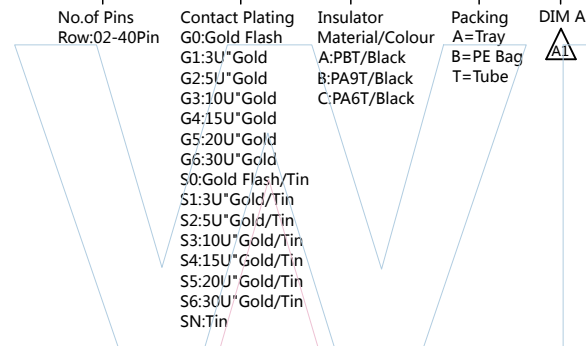 No.of Pins
Row:02-40Pin
Contact Plating
G0:Gold Flash
G1:3U"Gold
G2:5U"Gold
G3:10U"Gold
G4:15U"Gold
G5:20U"Gold
G6:30U"Gold
S0:Gold Flash/Tin
S1:3U"Gold/Tin
S2:5U"Gold/Tin
S3:10U"Gold/Tin
S4:15U"Gold/Tin
S5:20U"Gold/Tin
S6:30U"Gold/Tin
SN:Tin
Insulator
Material/Colour
A:PBT/Black
B:PA9T/Black
C:PA6T/Black
Packing
A=Tray
B=PE Bag
T=Tube
DIM A
A1